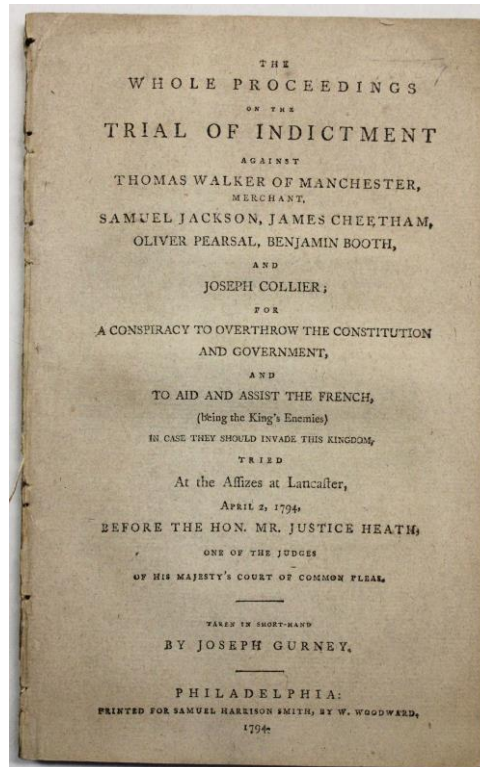 THE
WHOLE PROCEEDINGS
ON THE
TRIAL OF INDICTMENT
AGAINST
THOMAS WALKER OF MANCHESTER,
MERCHANT,
SAMUEL JACKSON, JAMES CHEETHAM,
OLIVER PEARSAL, BENJAMIN BOOTH,
AND
JOSEPH COLLIER;
FOR
A CONSPIRACY TO OVERTHROW THE CONSTITUTION
AND GOVERNMENT,
AND
TO AID AND ASSIST THE FRENCH,
(being the King's Enemies)
IN CASE THEY SHOULD INVADE THIS KINGDOM,
TRIED
At the Aſſizes at Lancaſter,
APRIL 2, 1794,
BEFORE THE HON. MR. JUSTICE HEATH;
ONE OF THE JUDGES
OF HIS MAJESTY'S COURT OF COMMON PLEAS.
TAKEN IN SHORT-HAND
BY JOSEPH GURNEY.
PHILADELPHIA:
PRINTED FOR SAMUEL HARRISON SMITH, BY W. WOODWARD,
1794.